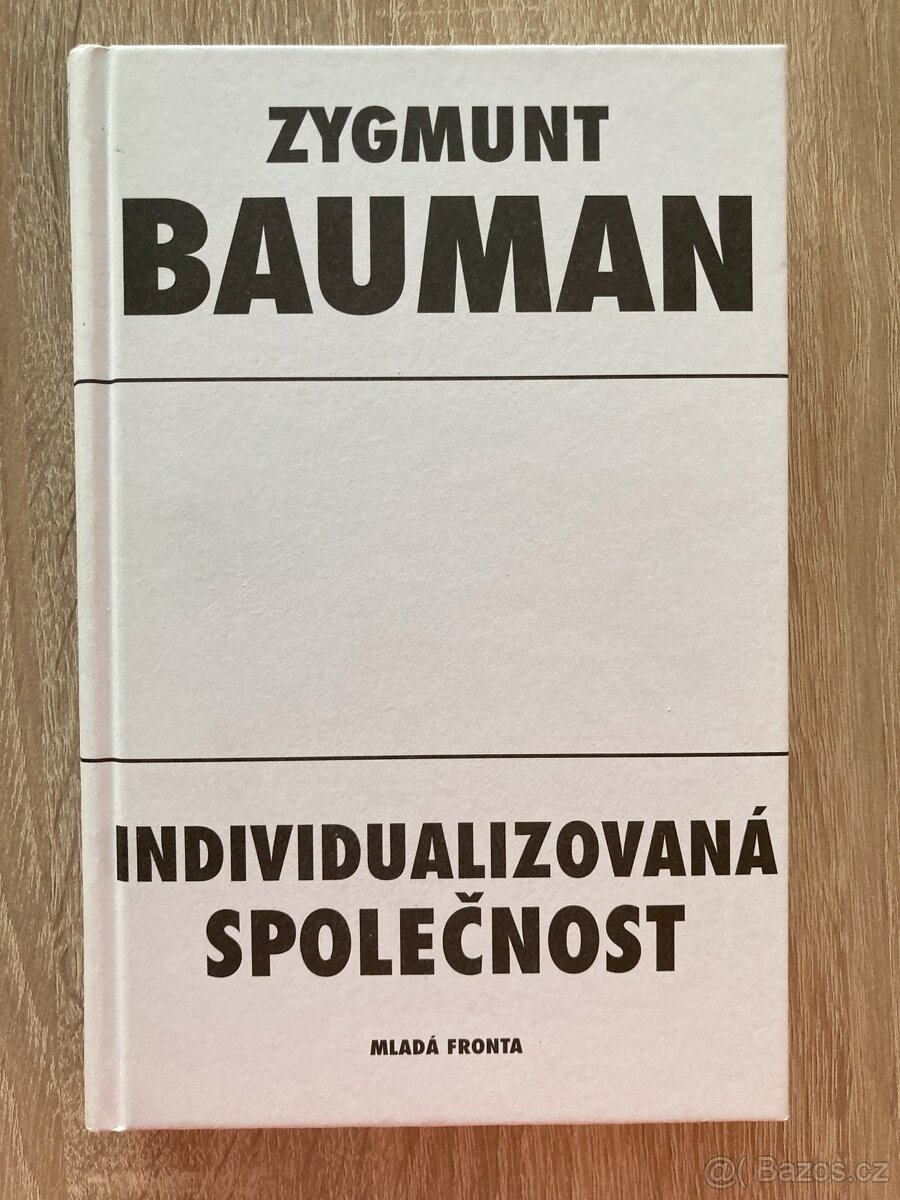 ZYGMUNT
BAUMAN
INDIVIDUALIZOVANÁ
SPOLEČNOST
MLADÁ FRONTA
Bazos.cz